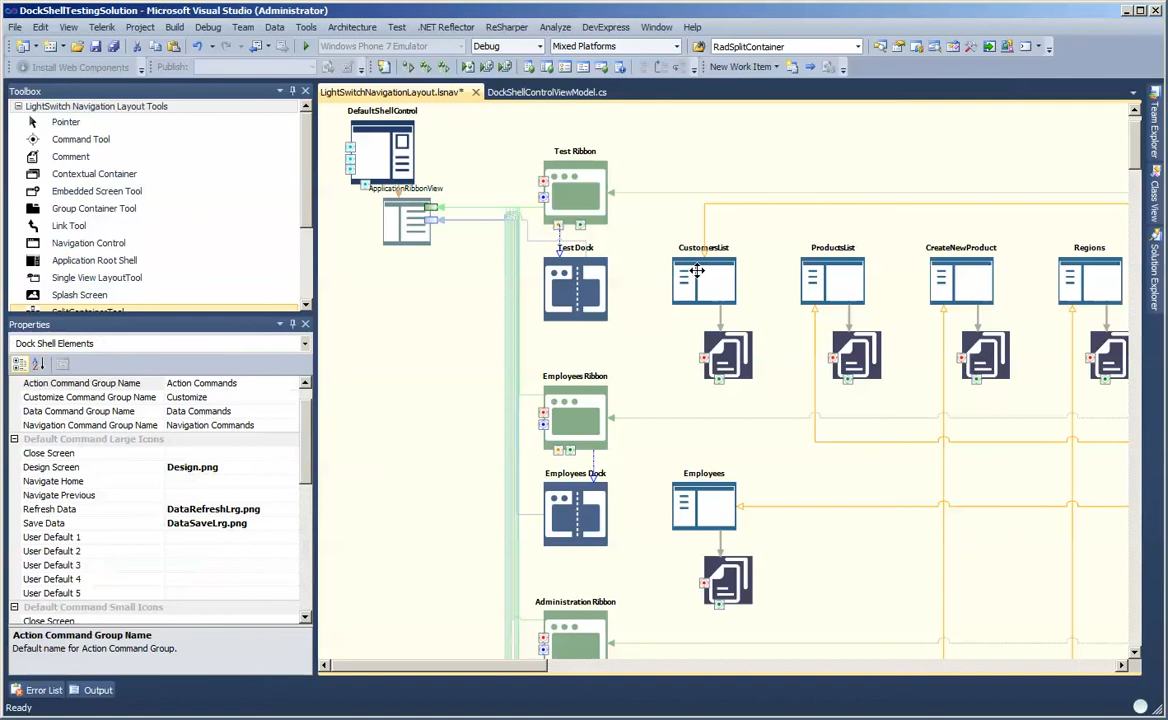 DockShellTestingSolution - Microsoft Visual Studio (Administrator)
File Edit View Telerik Project Build Debug Team Data Tools Architecture Test .NET Reflector ReSharper Analyze DevExpress Window Help
Windows Phone 7 Emulator Debug Mixed Platforms RadSplitContainer
Install Web Components Publish: New Work Item
Toolbox
LightSwitch Navigation Layout Tools
Pointer
Command Tool
Comment
Contextual Container
Embedded Screen Tool
Group Container Tool
Link Tool
Navigation Control
Application Root Shell
Single View LayoutTool
Splash Screen
SplitContainerTool
Properties
Dock Shell Elements
Action Command Group Name Action Commands
Customize Command Group Name Customize
Data Command Group Name Data Commands
Navigation Command Group Name Navigation Commands
Default Command Large Icons
Close Screen
Design Screen Design.png
Navigate Home
Navigate Previous
Refresh Data DataRefreshLrg.png
Save Data DataSaveLrg.png
User Default 1
User Default 2
User Default 3
User Default 4
User Default 5
Default Command Small Icons
Close Screen
Action Command Group Name
Default name for Action Command Group.
Error List Output
Ready
LightSwitchNavigationLayout.lsnav* DockShellControlViewModel.cs
DefaultShellControl
ApplicationRibbonView
Test Ribbon
Test Dock
CustomersList
ProductsList
CreateNewProduct
Regions
Employees Ribbon
Employees Dock
Employees
Administration Ribbon
Team Explorer
Class View
Solution Explorer